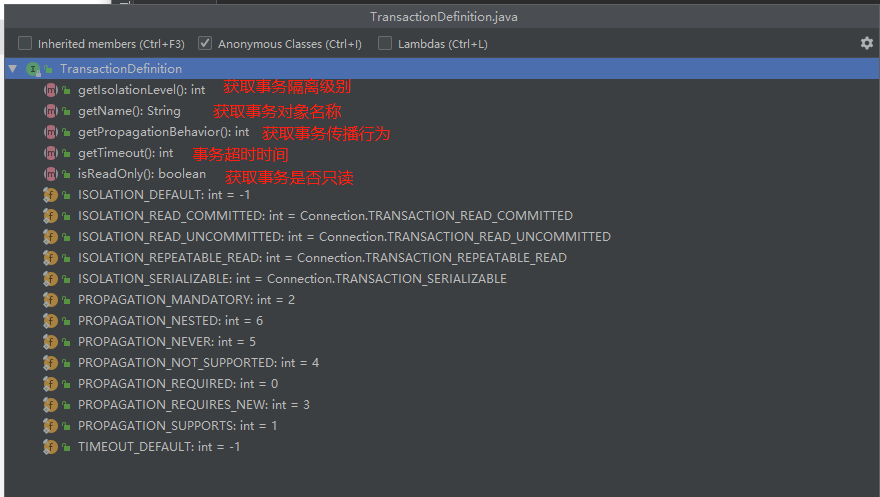 TransactionDefinition.java
Inherited members (Ctrl+F3) Anonymous Classes (Ctrl+I) Lambdas (Ctrl+L)
TransactionDefinition
getIsolationLevel(): int 获取事务隔离级别
getName(): String 获取事务对象名称
getPropagationBehavior(): int 获取事务传播行为
getTimeout(): int 事务超时时间
isReadOnly(): boolean 获取事务是否只读
ISOLATION_DEFAULT: int = -1
ISOLATION_READ_COMMITTED: int = Connection.TRANSACTION_READ_COMMITTED
ISOLATION_READ_UNCOMMITTED: int = Connection.TRANSACTION_READ_UNCOMMITTED
ISOLATION_REPEATABLE_READ: int = Connection.TRANSACTION_REPEATABLE_READ
ISOLATION_SERIALIZABLE: int = Connection.TRANSACTION_SERIALIZABLE
PROPAGATION_MANDATORY: int = 2
PROPAGATION_NESTED: int = 6
PROPAGATION_NEVER: int = 5
PROPAGATION_NOT_SUPPORTED: int = 4
PROPAGATION_REQUIRED: int = 0
PROPAGATION_REQUIRES_NEW: int = 3
PROPAGATION_SUPPORTS: int = 1
TIMEOUT_DEFAULT: int = -1